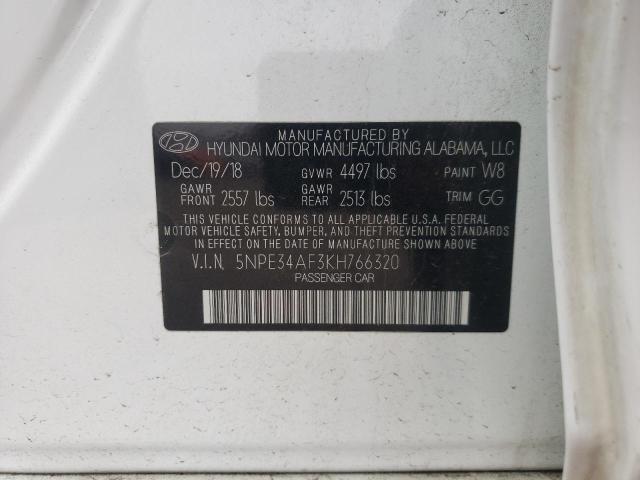 MANUFACTURED BY
HYUNDAI MOTOR MANUFACTURING ALABAMA, LLC
Dec/19/18 GVWR 4497 lbs PAINT W8
GAWR FRONT 2557 lbs GAWR REAR 2513 lbs TRIM GG
THIS VEHICLE CONFORMS TO ALL APPLICABLE U.S.A. FEDERAL
MOTOR VEHICLE SAFETY, BUMPER, AND THEFT PREVENTION STANDARDS
IN EFFECT ON THE DATE OF MANUFACTURE SHOWN ABOVE.
V.I.N. 5NPE34AF3KH766320
PASSENGER CAR